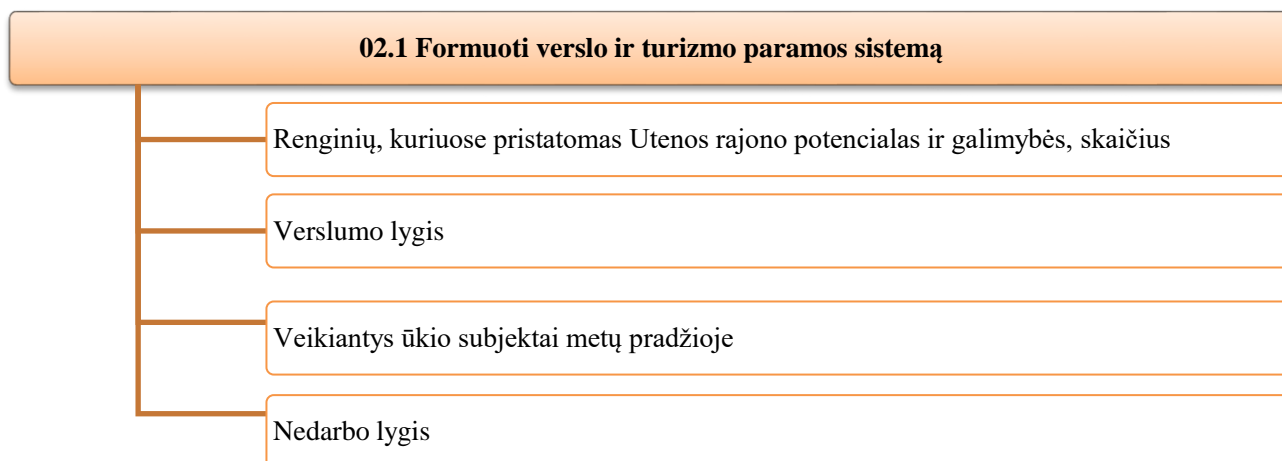 02.1 Formuoti verslo ir turizmo paramos sistemą
Renginių, kuriuose pristatomas Utenos rajono potencialas ir galimybės, skaičius
Verslumo lygis
Veikiantys ūkio subjektai metų pradžioje
Nedarbo lygis